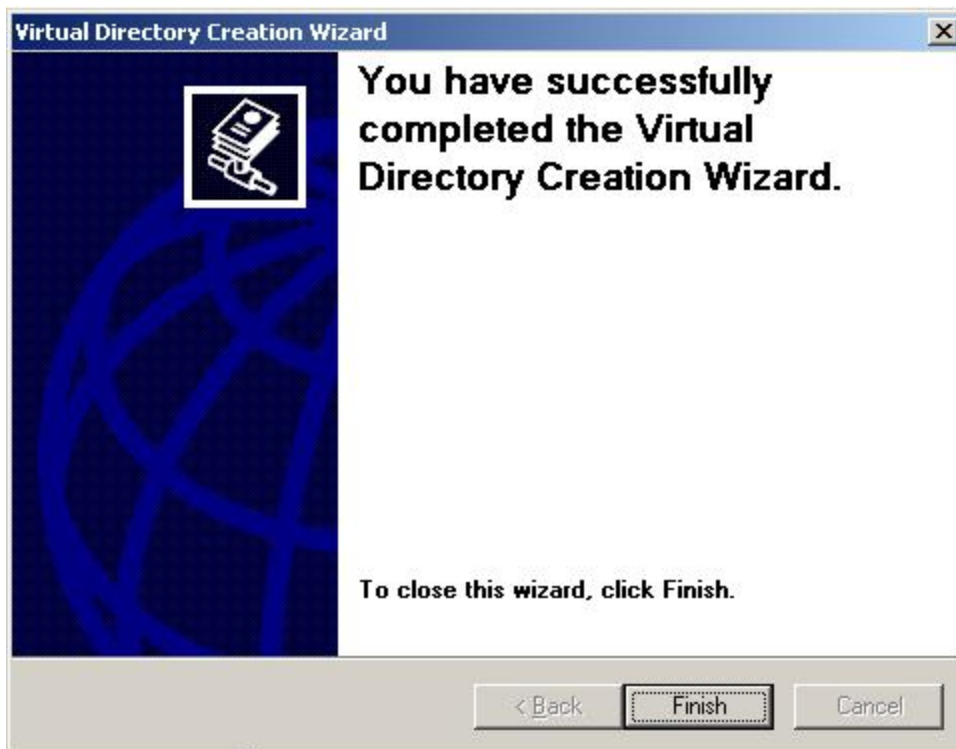 Virtual Directory Creation Wizard
You have successfully
completed the Virtual
Directory Creation Wizard.
To close this wizard, click Finish.
< Back Finish Cancel